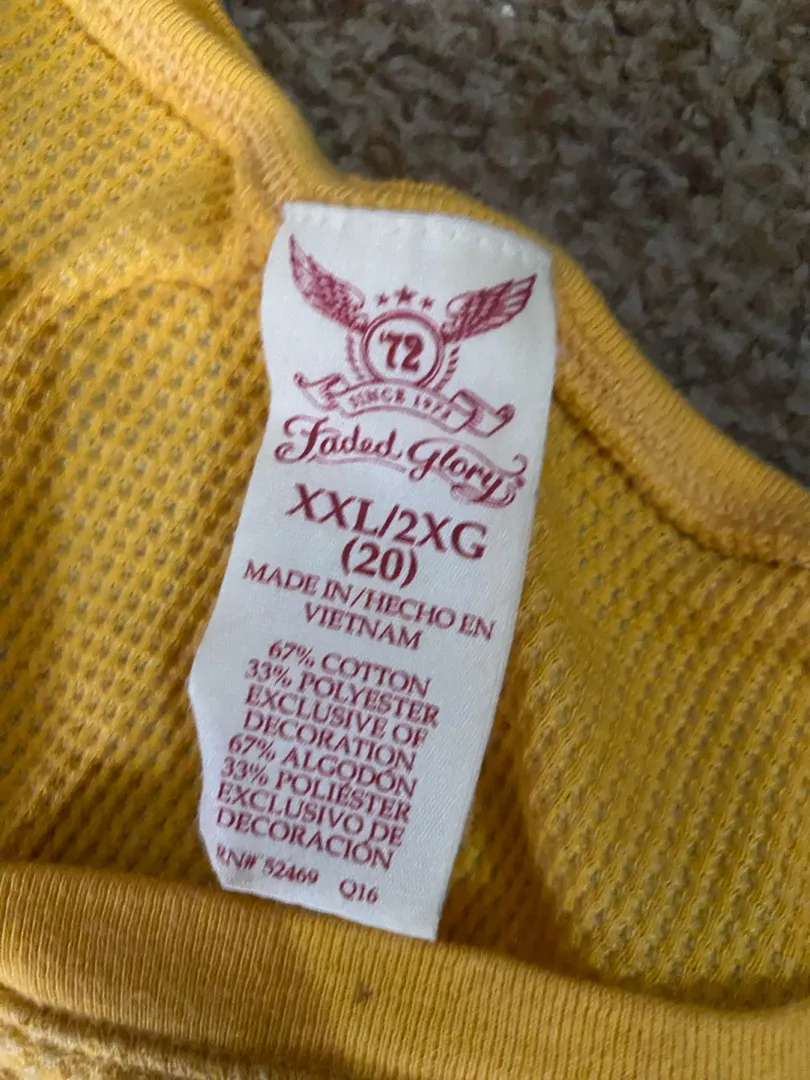 '72
SINCE 1972
Faded Glory
XXL/2XG
(20)
MADE IN/HECHO EN
VIETNAM
67% COTTON
33% POLYESTER
EXCLUSIVE OF
DECORATION
67% ALGODÓN
33% POLIÉSTER
EXCLUSIVO DE
DECORACIÓN
RN# 52469 Q16